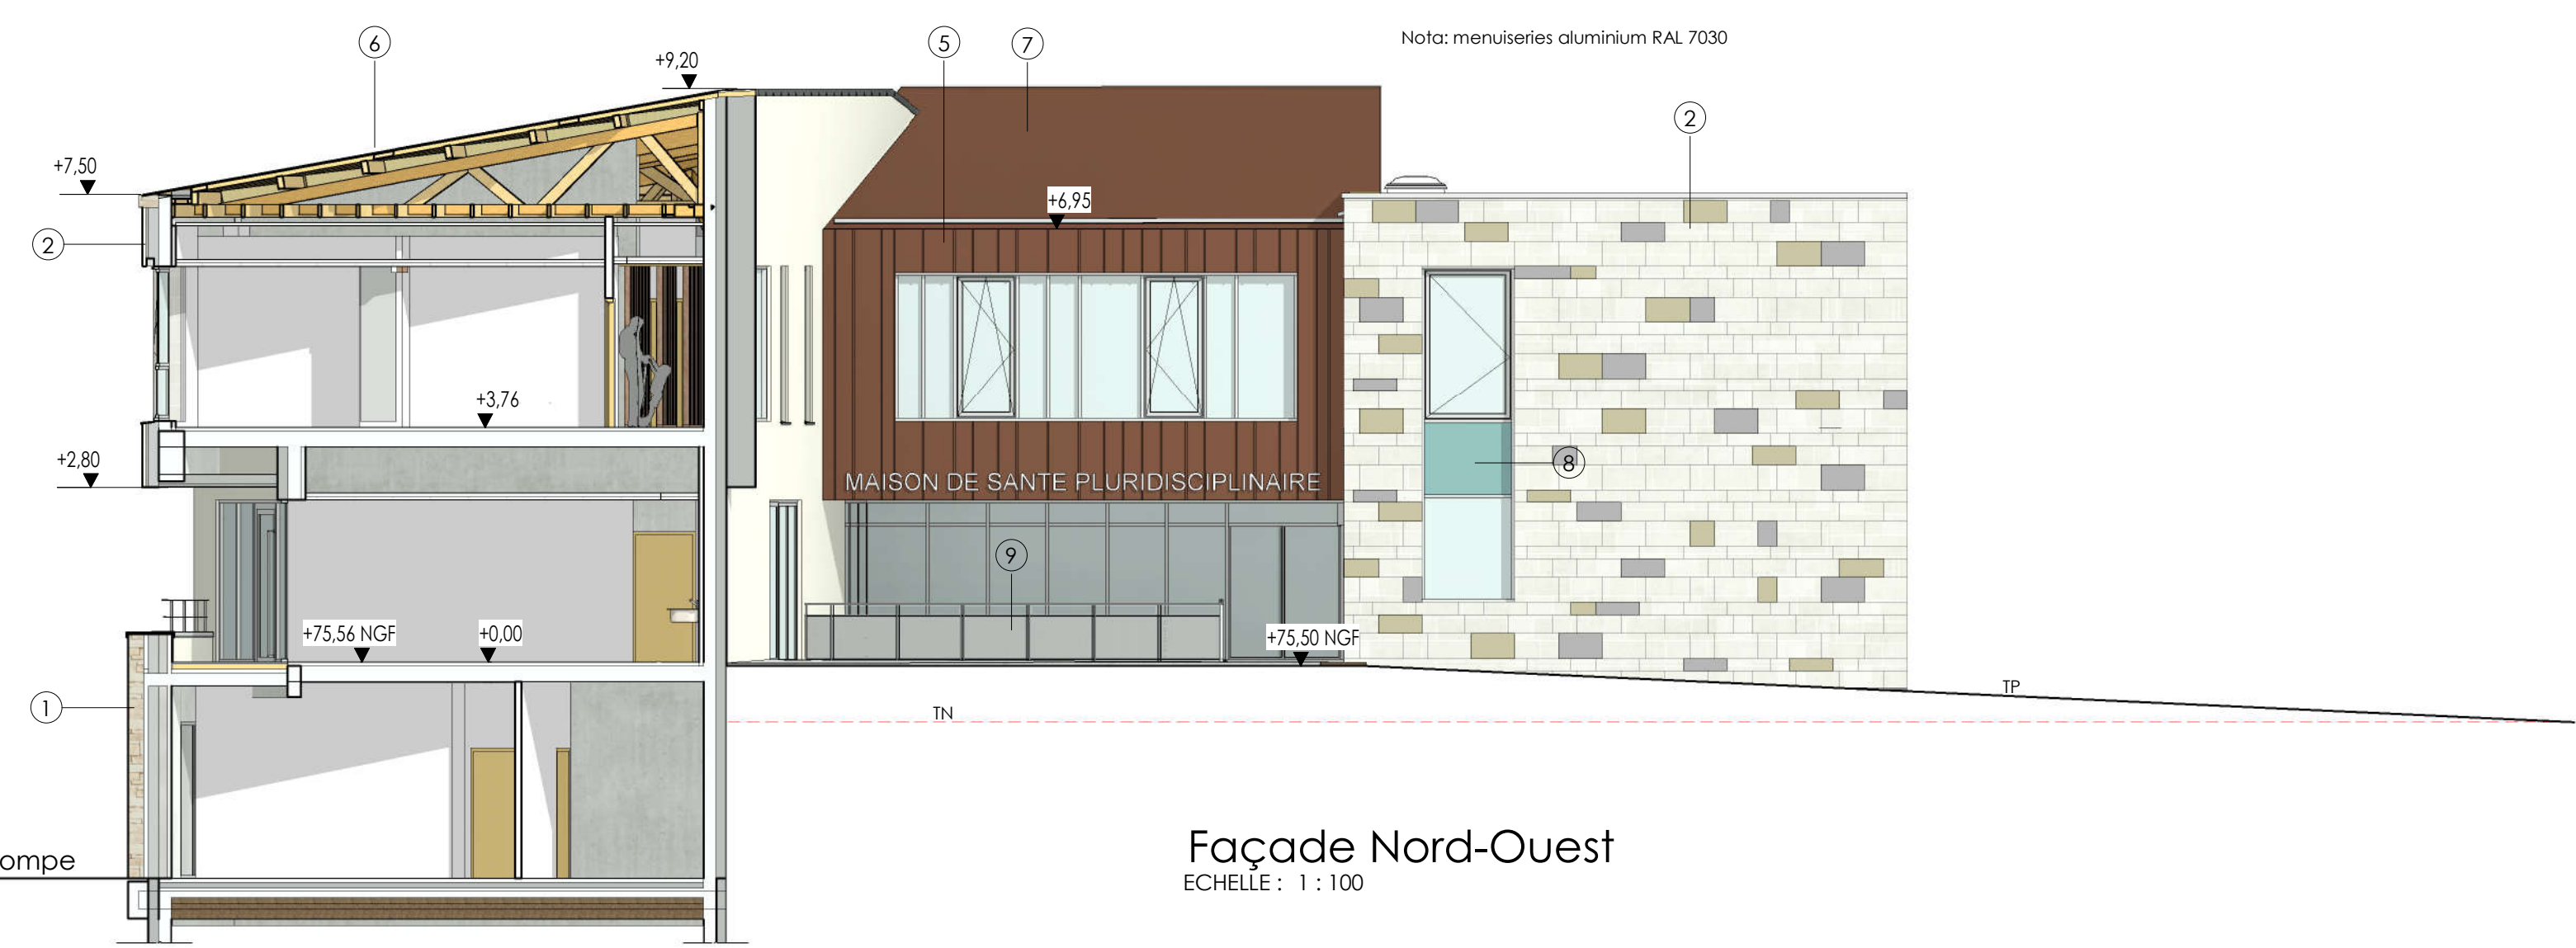 6
5
7
Nota: menuiseries aluminium RAL 7030
+9,20
2
+7,50
+6,95
2
+3,76
+2,80
8
MAISON DE SANTE PLURIDISCIPLINAIRE
9
+75,56 NGF
+0,00
+75,50 NGF
1
TP
TN
Façade Nord-Ouest
ompe
ECHELLE : 1 : 100